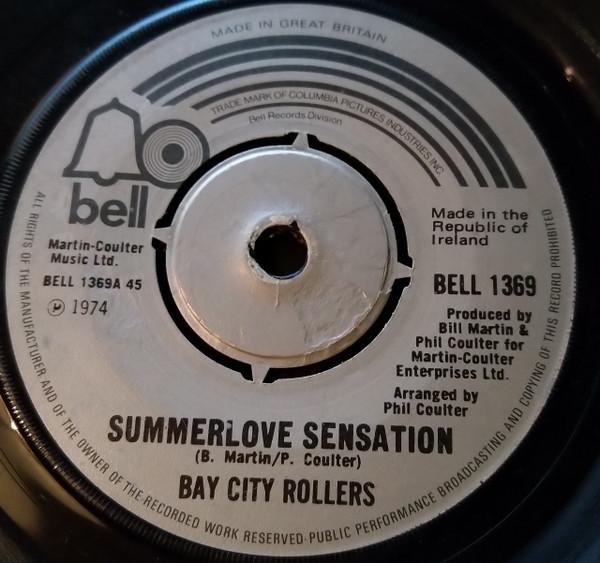 MADE IN GREAT BRITAIN
TRADE MARK OF COLUMBIA PICTURES INDUSTRIES INC.
Bell Records Division
bell
Made in the
Republic of
Ireland
Martin-Coulter
Music Ltd.
BELL 1369A 45
Ⓟ 1974
BELL 1369
Produced by
Bill Martin &
Phil Coulter for
Martin-Coulter
Enterprises Ltd.
Arranged by
Phil Coulter
SUMMERLOVE SENSATION
(B. Martin/P. Coulter)
BAY CITY ROLLERS
ALL RIGHTS OF THE MANUFACTURER AND OF THE OWNER OF THE RECORDED WORK RESERVED·PUBLIC PERFORMANCE BROADCASTING AND COPYING OF THIS RECORD PROHIBITED